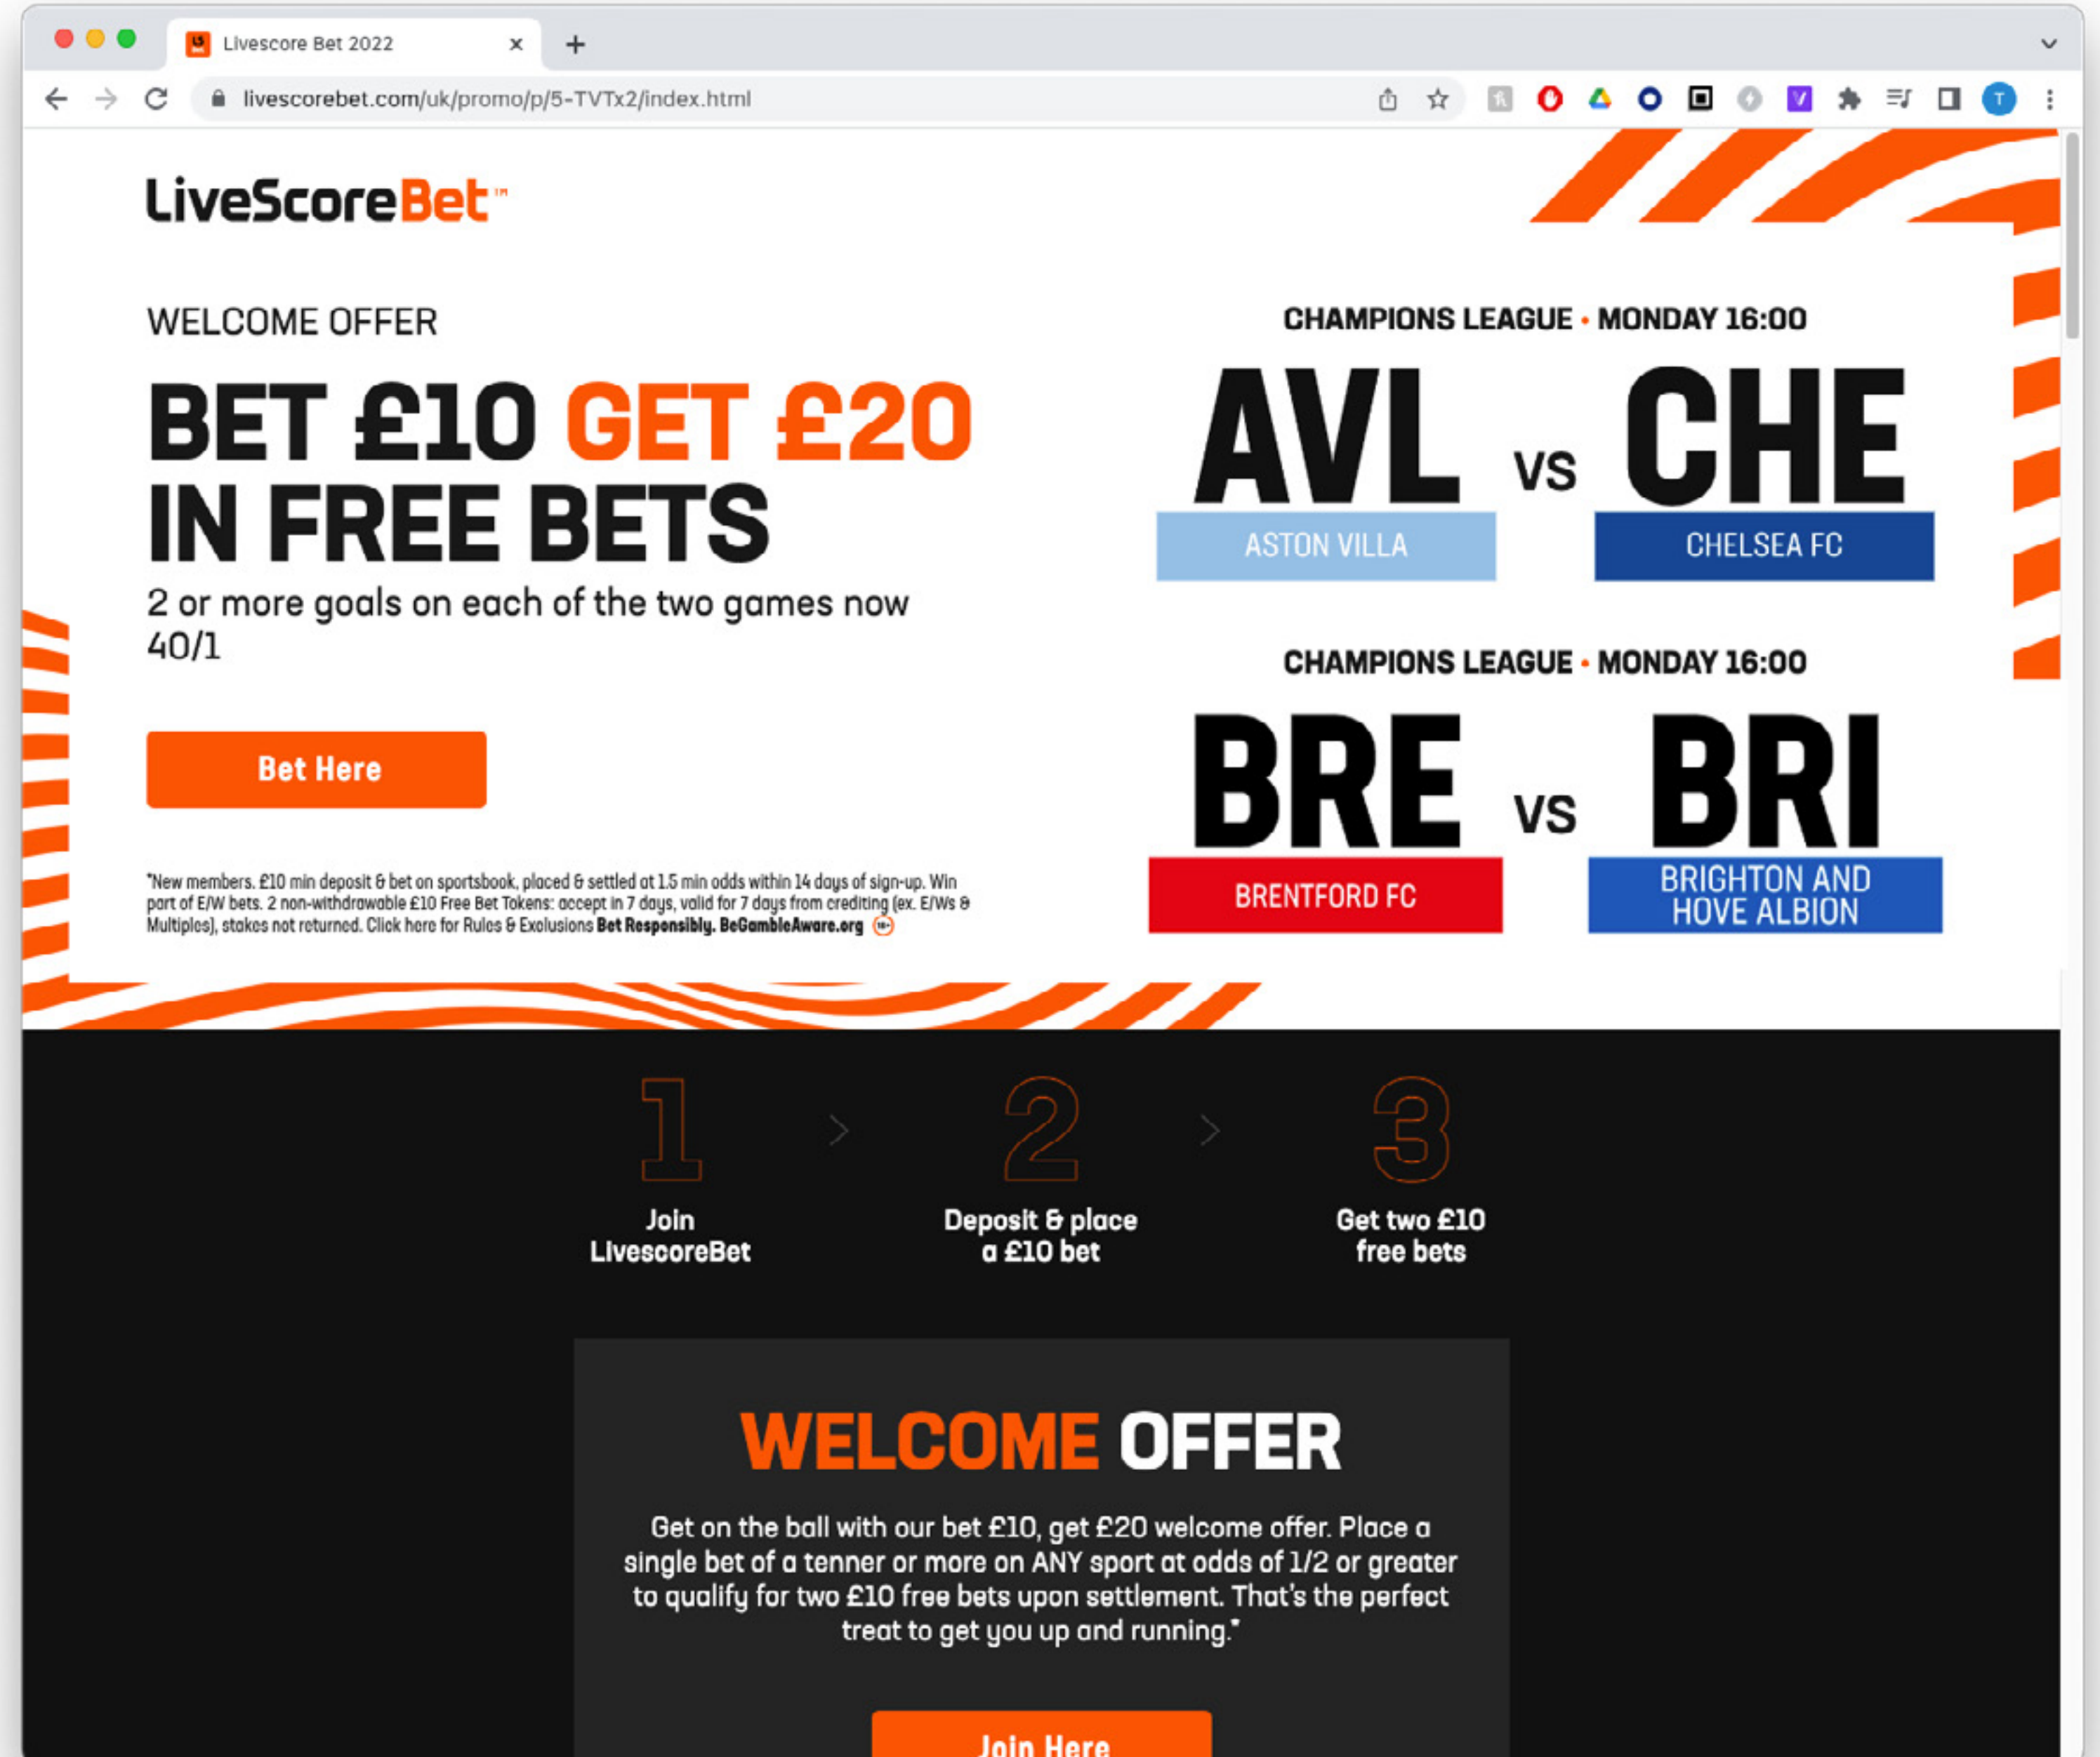 Livescore Bet 2022
livescorebet.com/uk/promo/p/5-TVTx2/index.html
T
LiveScoreBet™
WELCOME OFFER
BET £10 GET £20
IN FREE BETS
2 or more goals on each of the two games now
40/1
Bet Here
*New members. £10 min deposit & bet on sportsbook, placed & settled at 1.5 min odds within 14 days of sign-up. Win
part of E/W bets. 2 non-withdrawable £10 Free Bet Tokens: accept in 7 days, valid for 7 days from crediting (ex. E/Ws &
Multiples), stakes not returned. Click here for Rules & Exclusions Bet Responsibly. BeGambleAware.org 18+
CHAMPIONS LEAGUE • MONDAY 16:00
AVL VS CHE
ASTON VILLA CHELSEA FC
CHAMPIONS LEAGUE • MONDAY 16:00
BRE VS BRI
BRENTFORD FC BRIGHTON AND
HOVE ALBION
1 > 2 > 3
Join
LivescoreBet
Deposit & place
a £10 bet
Get two £10
free bets
WELCOME OFFER
Get on the ball with our bet £10, get £20 welcome offer. Place a
single bet of a tenner or more on ANY sport at odds of 1/2 or greater
to qualify for two £10 free bets upon settlement. That's the perfect
treat to get you up and running.*
Join Here